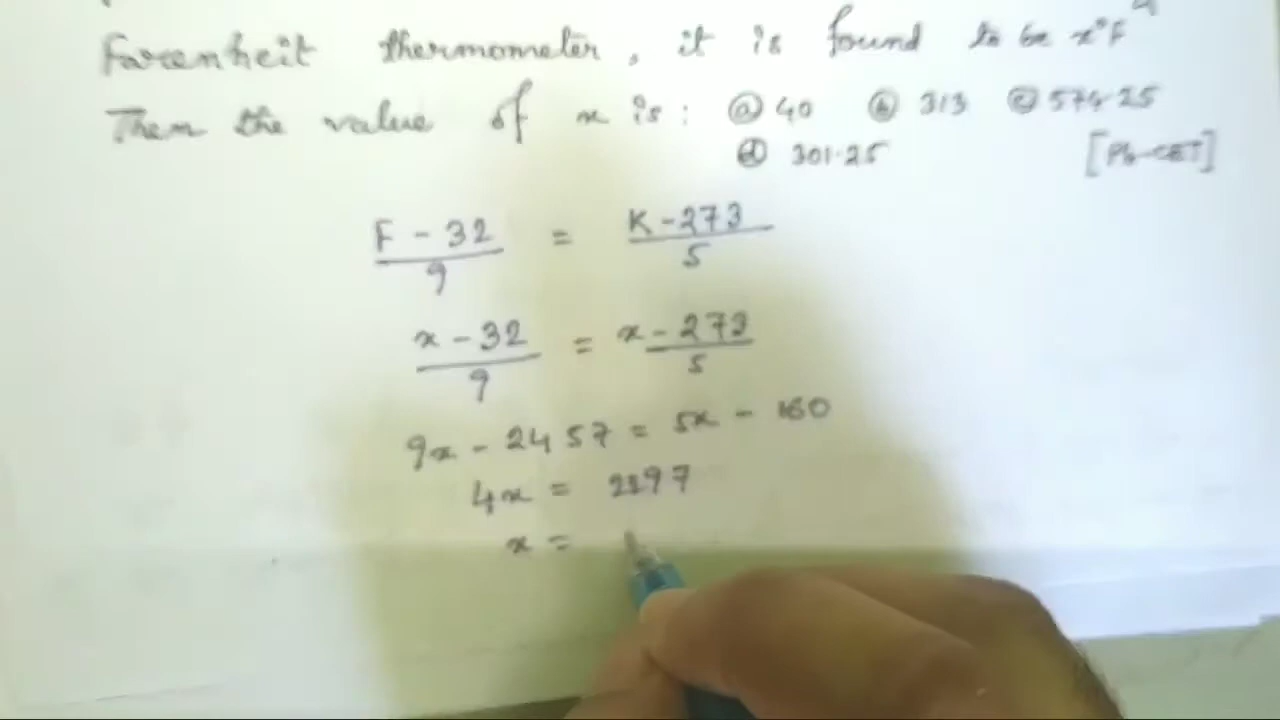 Farenheit thermometer, it is found to be x°F"
Then the value of x is: (a) 40 (b) 313 (c) 574.25
(d) 301.25 [Pb-CET]
F - 32 / 9 = K - 273 / 5
x - 32 / 9 = x - 273 / 5
9x - 2457 = 5x - 160
4x = 2297
x =